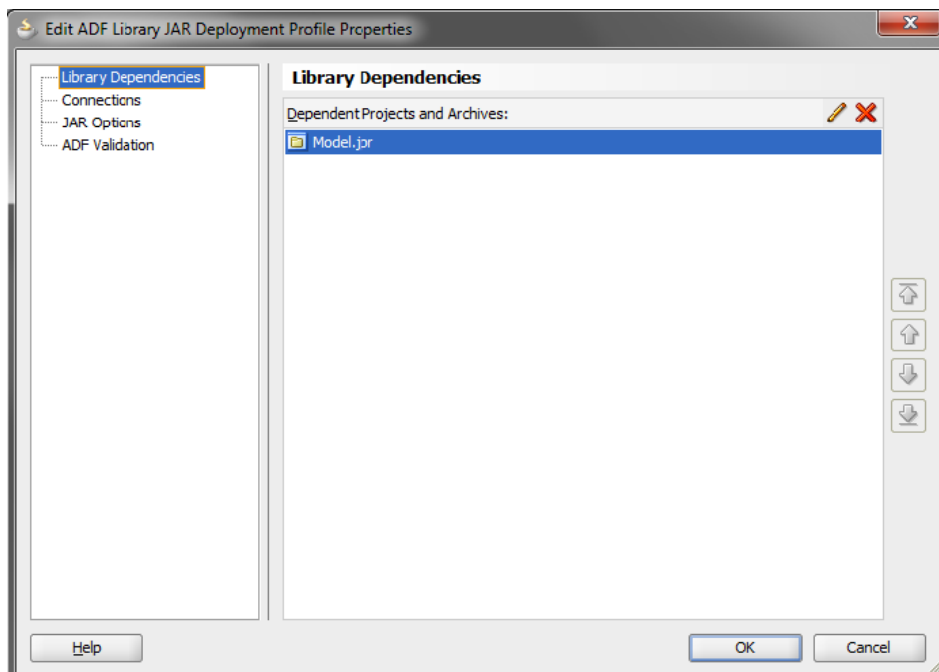 Edit ADF Library JAR Deployment Profile Properties
Library Dependencies
Connections
JAR Options
ADF Validation
Library Dependencies
Dependent Projects and Archives:
Model.jpr
Help
OK
Cancel